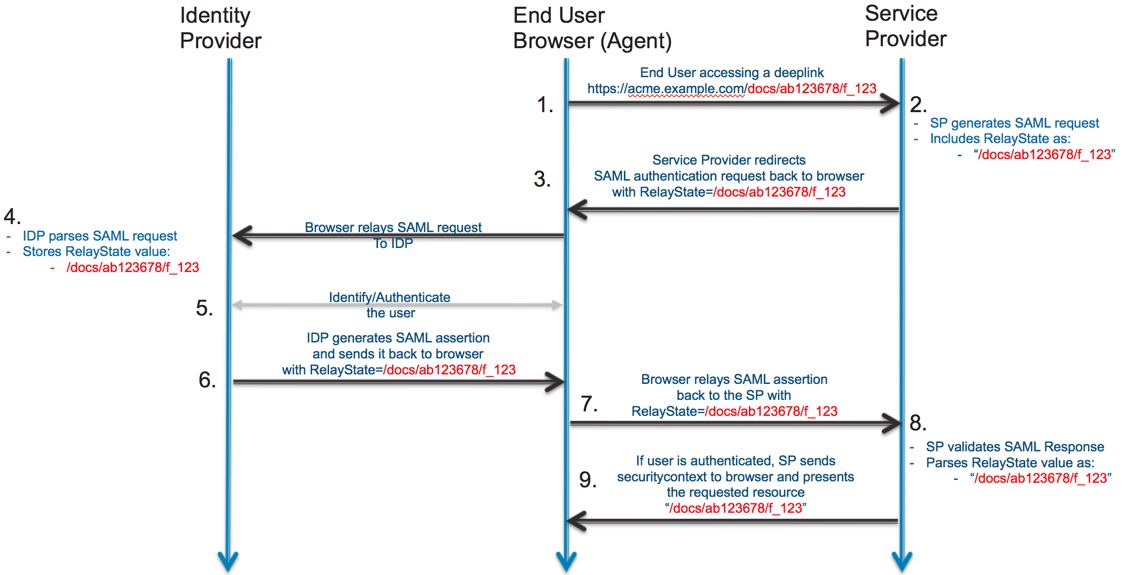 Identity
Provider
End User
Browser (Agent)
Service
Provider
End User accessing a deeplink
https://acme.example.com/docs/ab123678/f_123
1.
2.
- SP generates SAML request
- Includes RelayState as:
- “/docs/ab123678/f_123”
Service Provider redirects
SAML authentication request back to browser
with RelayState=/docs/ab123678/f_123
3.
4.
- IDP parses SAML request
- Stores RelayState value:
- /docs/ab123678/f_123
Browser relays SAML request
To IDP
5.
Identify/Authenticate
the user
IDP generates SAML assertion
and sends it back to browser
with RelayState=/docs/ab123678/f_123
6.
Browser relays SAML assertion
back to the SP with
RelayState=/docs/ab123678/f_123
7.
8.
- SP validates SAML Response
- Parses RelayState value as:
- “/docs/ab123678/f_123”
If user is authenticated, SP sends
securitycontext to browser and presents
the requested resource
“/docs/ab123678/f_123”
9.